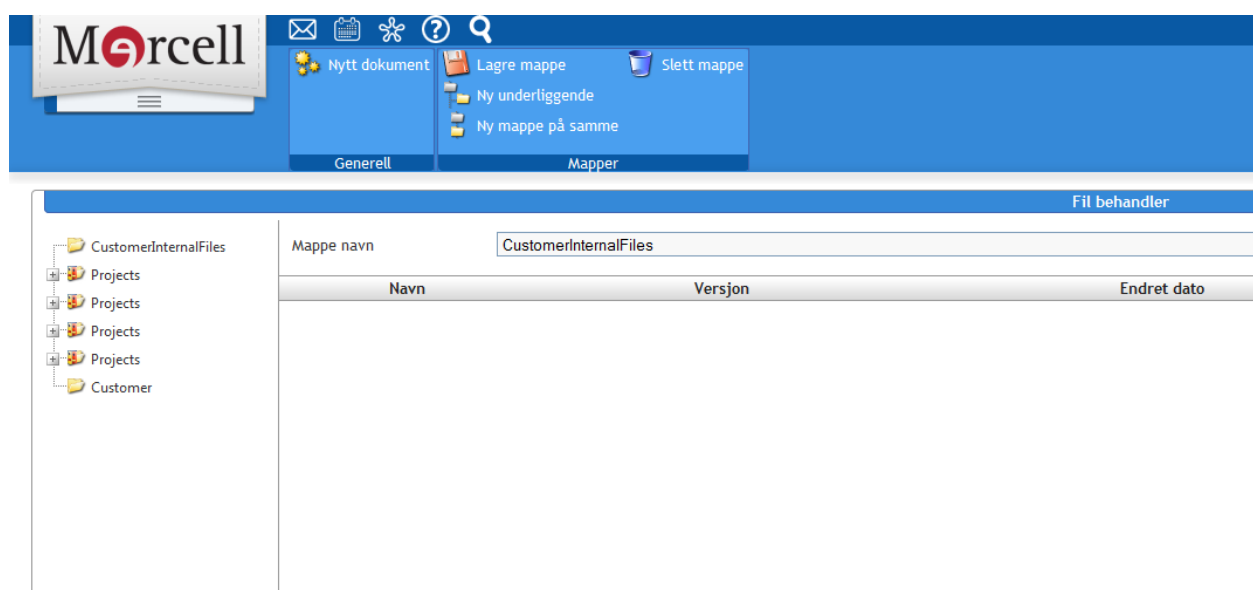 Mercell
Nytt dokument
Generell
Lagre mappe
Slett mappe
Ny underliggende
Ny mappe på samme
Mapper
Fil behandler
CustomerInternalFiles
Projects
Projects
Projects
Projects
Customer
Mappe navn CustomerInternalFiles
Navn Versjon Endret dato